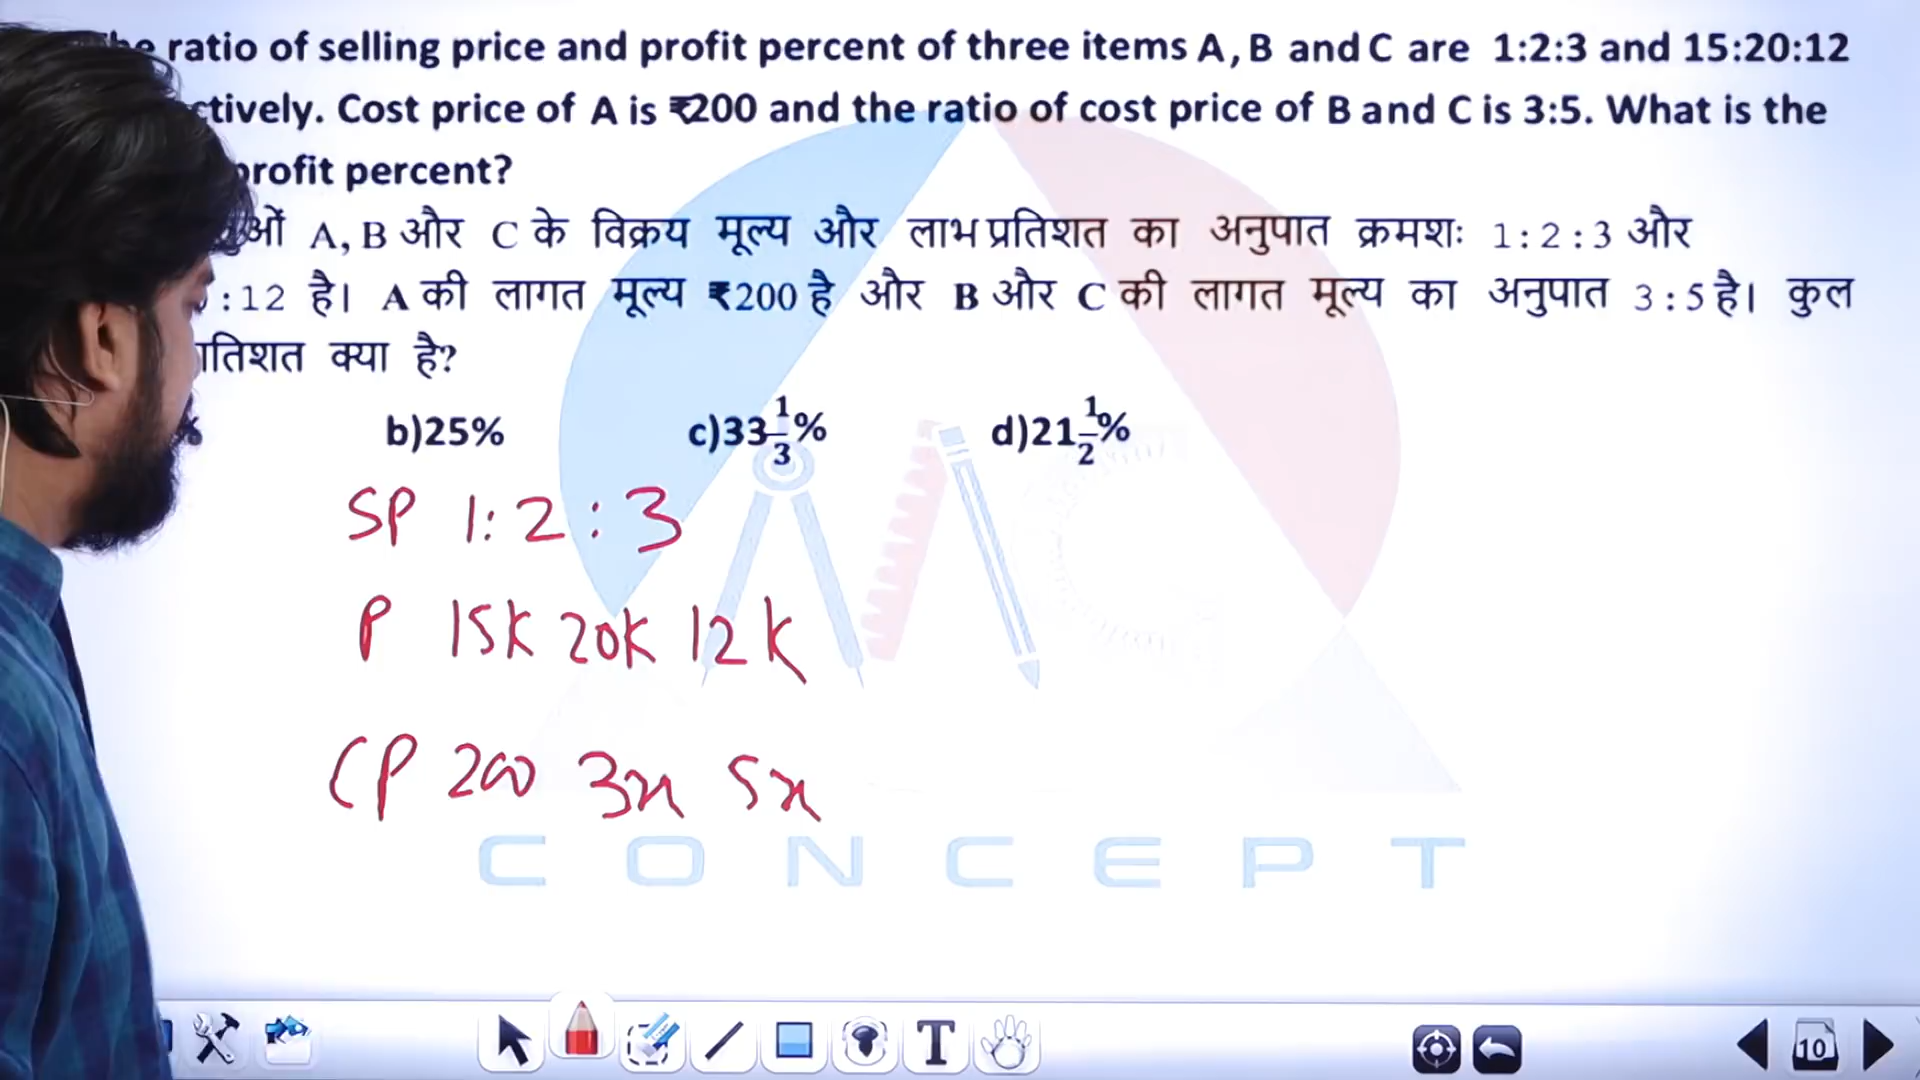 ratio of selling price and profit percent of three items A, B and C are 1:2:3 and 15:20:12
ctively. Cost price of A is ₹200 and the ratio of cost price of B and C is 3:5. What is the
profit percent?
ओं A, B और C के विक्रय मूल्य और लाभ प्रतिशत का अनुपात क्रमशः 1:2:3 और
:12 है। A की लागत मूल्य ₹200 है और B और C की लागत मूल्य का अनुपात 3:5 है। कुल
तिशत क्या है?
b)25% c)33 1/3% d)21 1/2%
SP 1:2:3
P 15K 20K 12K
CP 200 3x 5x
CONCEPT
T
10